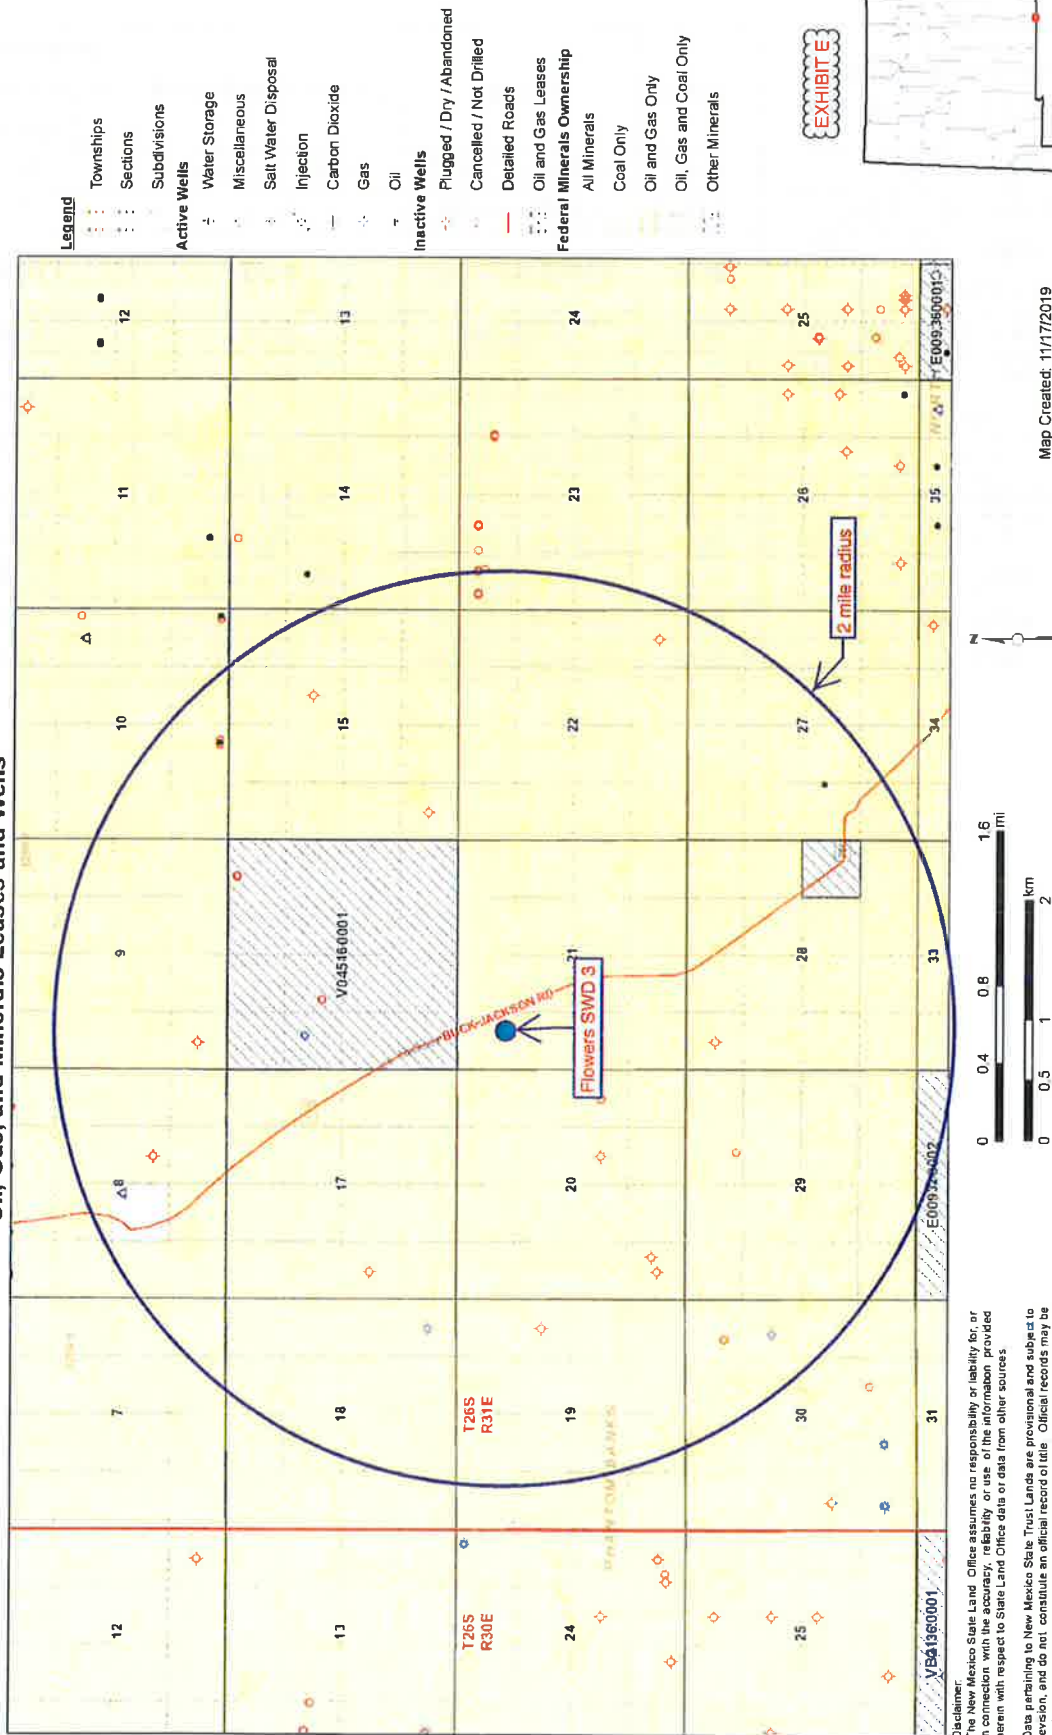 Oil, Gas, and Minerals Leases and Wells
Legend
Townships
Sections
Subdivisions
Active Wells
Water Storage
Miscellaneous
Salt Water Disposal
Injection
Carbon Dioxide
Gas
Oil
Inactive Wells
Plugged / Dry / Abandoned
Cancelled / Not Drilled
Detailed Roads
Oil and Gas Leases
Federal Minerals Ownership
All Minerals
Coal Only
Oil and Gas Only
Oil, Gas and Coal Only
Other Minerals
EXHIBIT E
12
7
8
9
10
11
12
13
18
17
V045160001
15
14
13
BUCK-JACKSON RD
T26S
R30E
T26S
R31E
24
19
20
21
22
23
24
Flowers SWD 3
PHANTOM BANKS
25
30
29
28
27
26
25
2 mile radius
VB01360001
31
33
34
35
Map Created: 11/17/2019
0
0.4
0.8
1.6
mi
0
0.5
1
2
km
Disclaimer:
The New Mexico State Land Office assumes no responsibility or liability for, or
in connection with the accuracy, reliability or use of the information provided
herein with respect to State Land Office data or data from other sources
Data pertaining to New Mexico State Trust Lands are provisional and subject to
revision, and do not constitute an official record of title. Official records may be